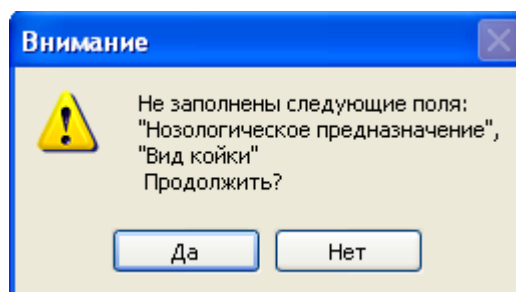 Внимание
Не заполнены следующие поля:
"Нозологическое предназначение",
"Вид койки"
Продолжить?
Да
Нет